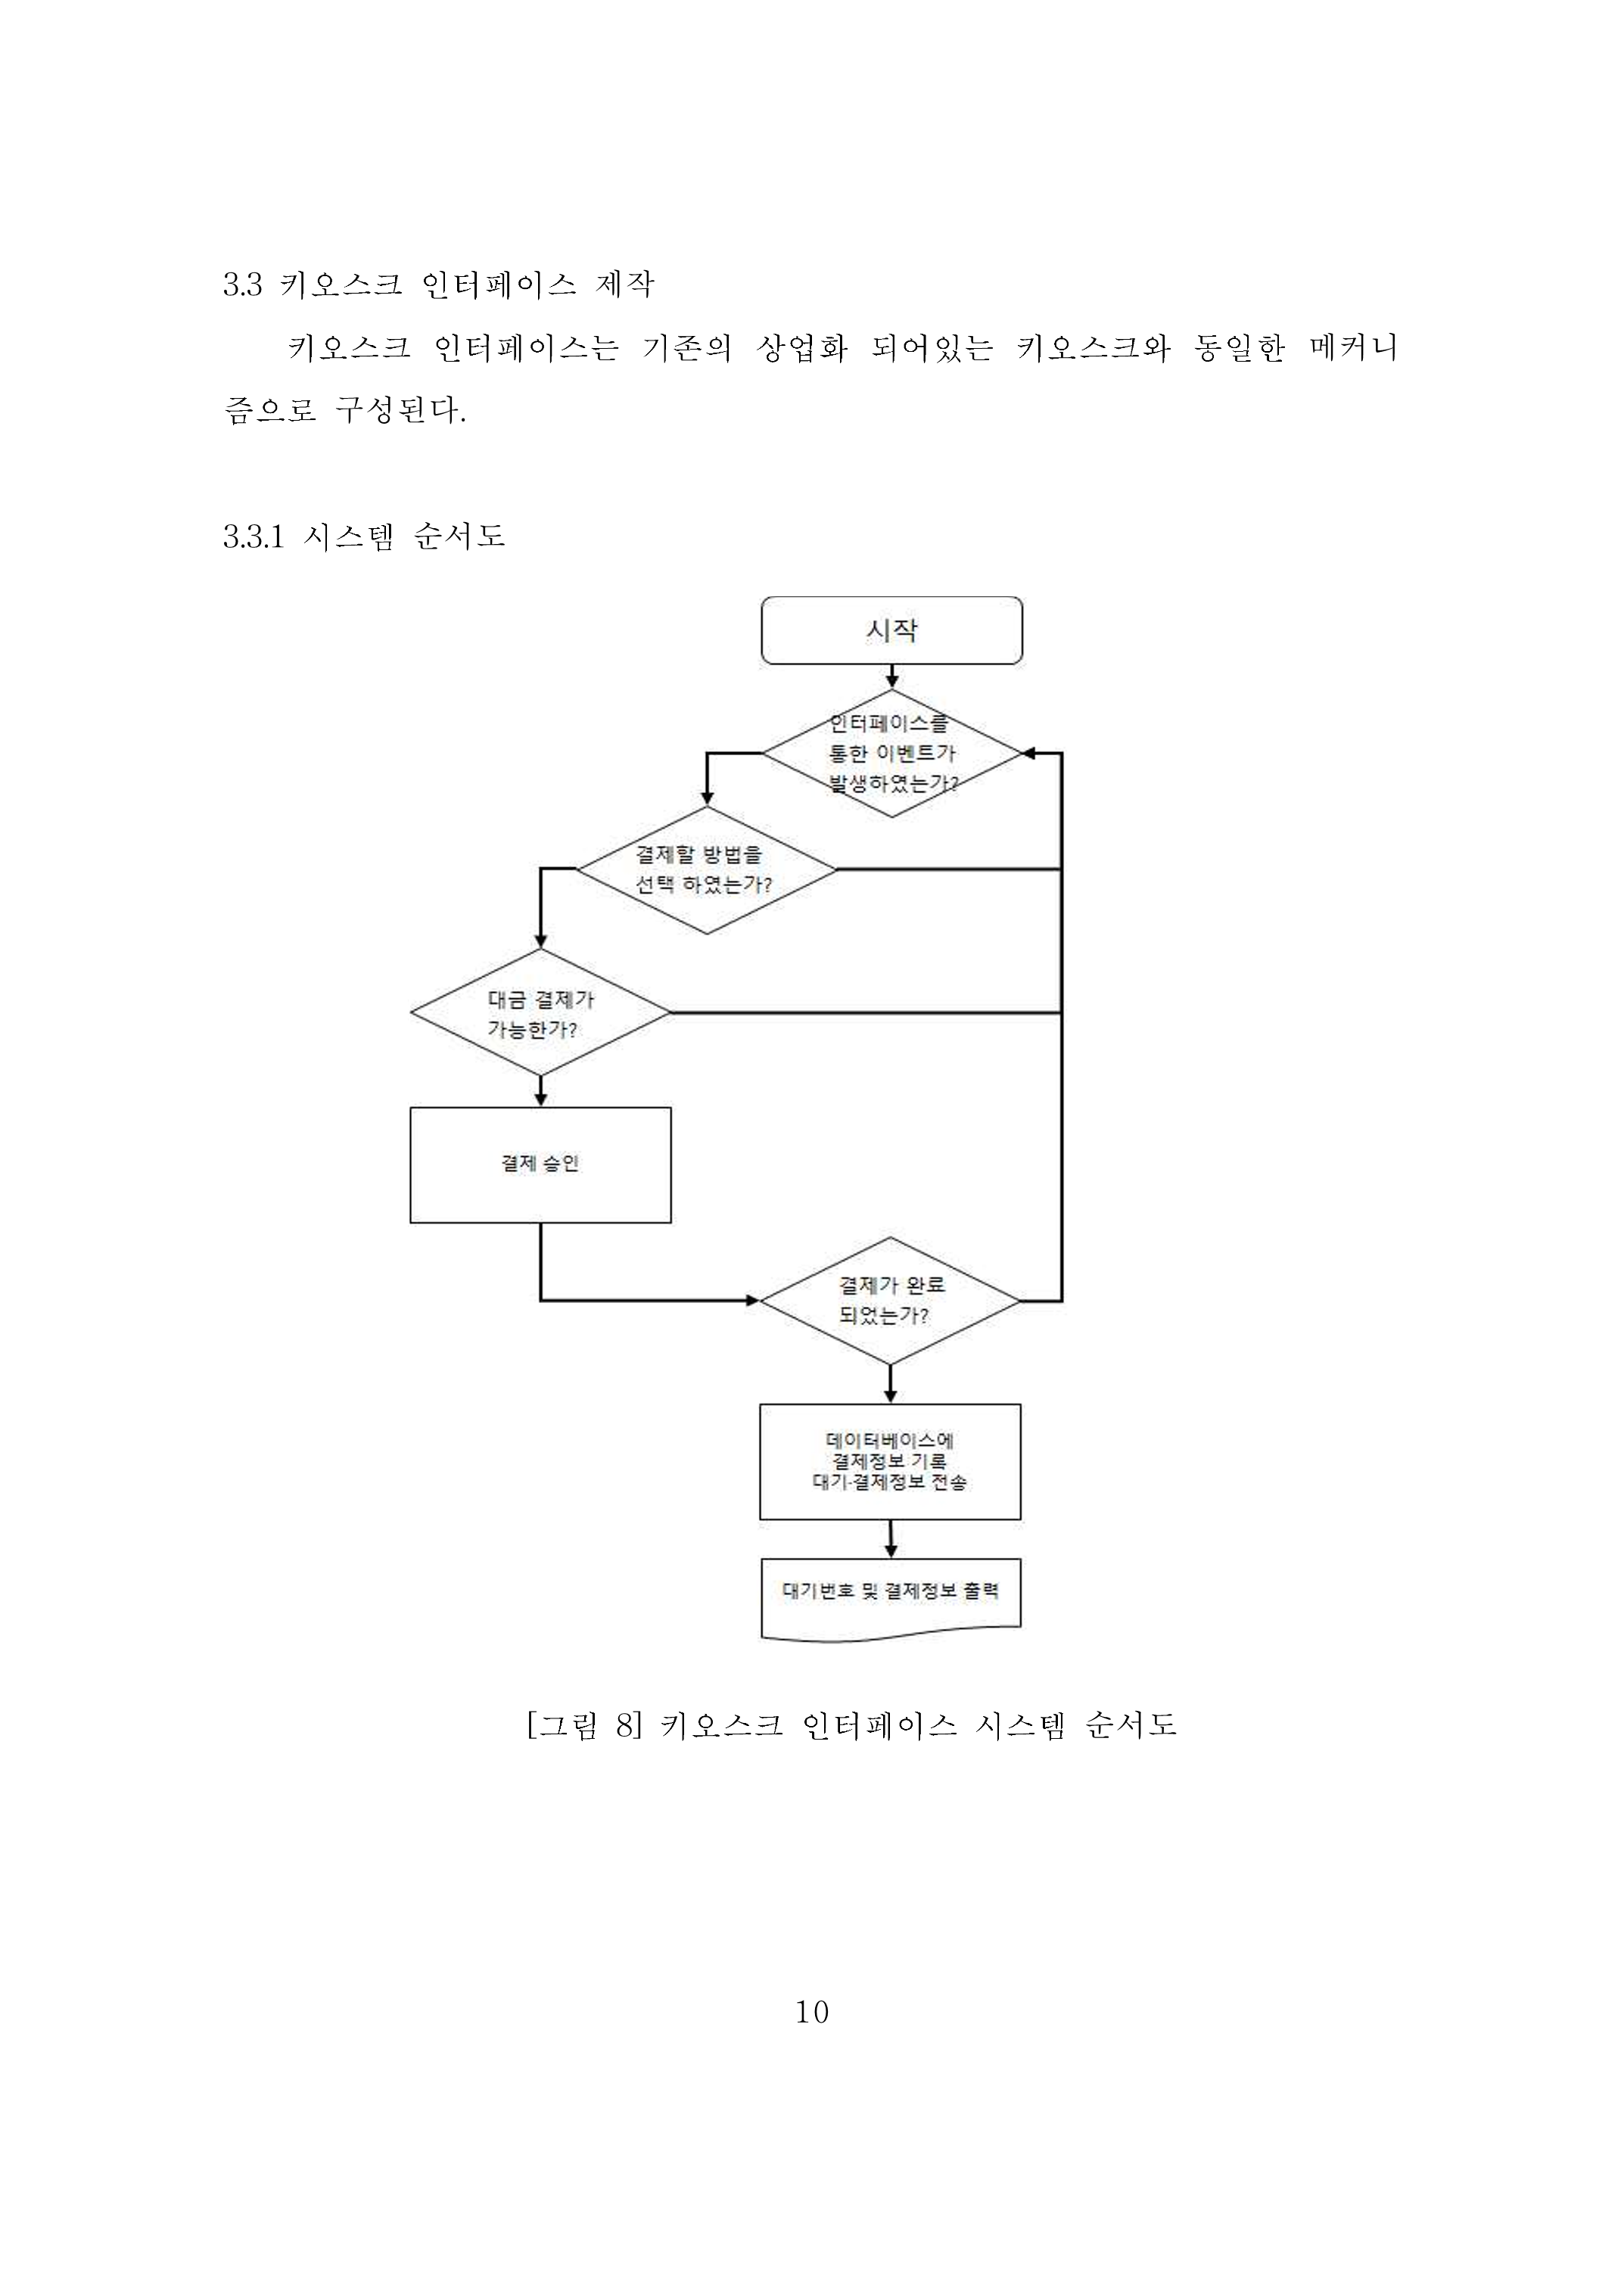 3.3 키오스크 인터페이스 제작
키오스크 인터페이스는 기존의 상업화 되어있는 키오스크와 동일한 메커니
즘으로 구성된다.
3.3.1 시스템 순서도
시작
인터페이스를
통한 이벤트가
발생하였는가?
결제할 방법을
선택 하였는가?
대금 결제가
가능한가?
결제 승인
결제가 완료
되었는가?
데이터베이스에
결제정보 기록
대기·결제정보 전송
대기번호 및 결제정보 출력
[그림 8] 키오스크 인터페이스 시스템 순서도
10